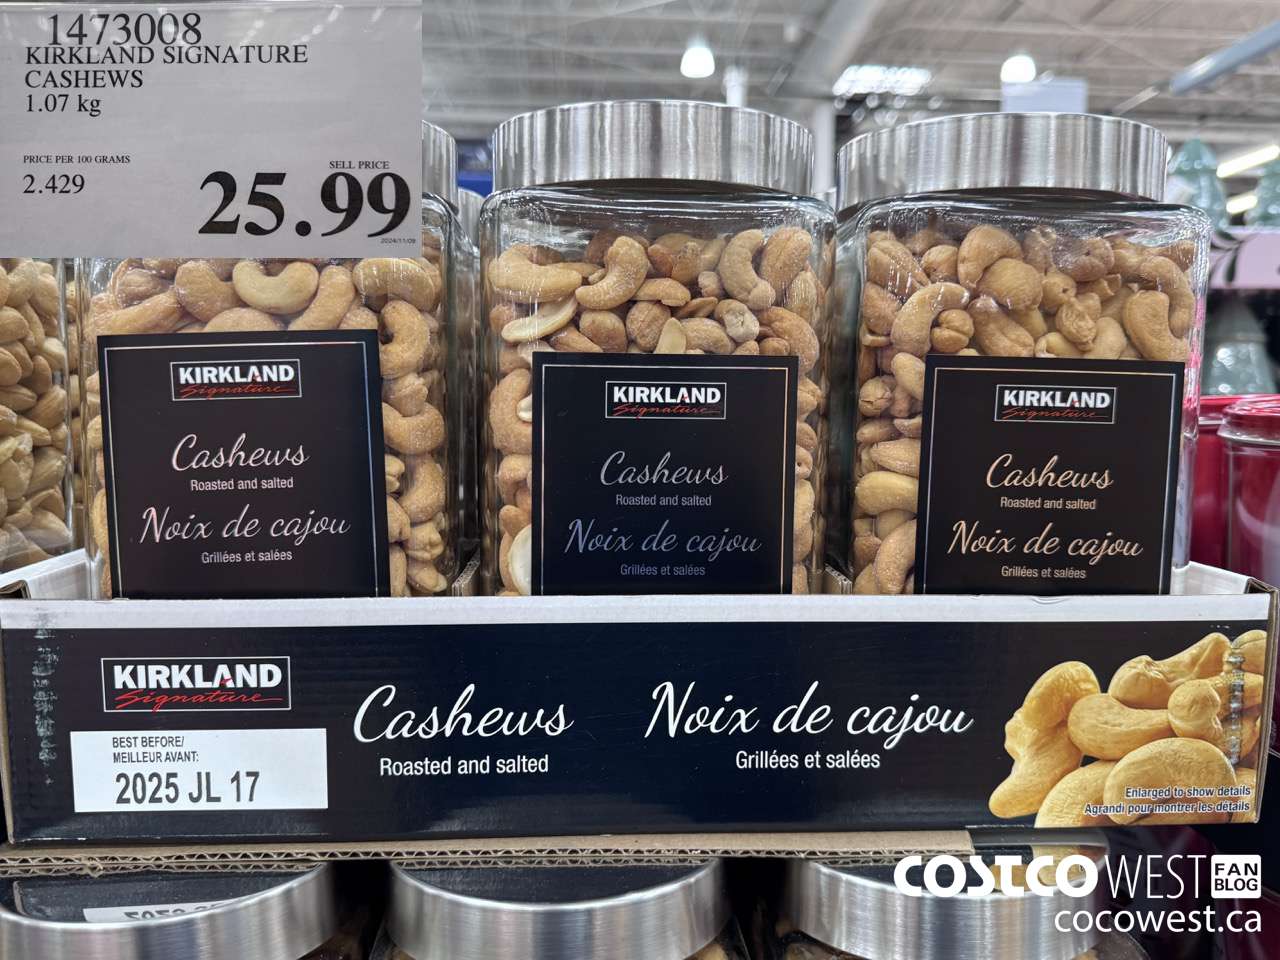 1473008
KIRKLAND SIGNATURE
CASHEWS
1.07 kg
PRICE PER 100 GRAMS
2.429
SELL PRICE
25.99
2024/11/09
KIRKLAND
Signature
Cashews
Roasted and salted
Noix de cajou
Grillées et salées
KIRKLAND
Signature
Cashews
Roasted and salted
Noix de cajou
Grillées et salées
KIRKLAND
Signature
Cashews
Roasted and salted
Noix de cajou
Grillées et salées
KIRKLAND
Signature
BEST BEFORE/
MEILLEUR AVANT:
2025 JL 17
Cashews
Roasted and salted
Noix de cajou
Grillées et salées
Enlarged to show details
Agrandi pour montrer les détails
COSTCO WEST FAN BLOG
cocowest.ca